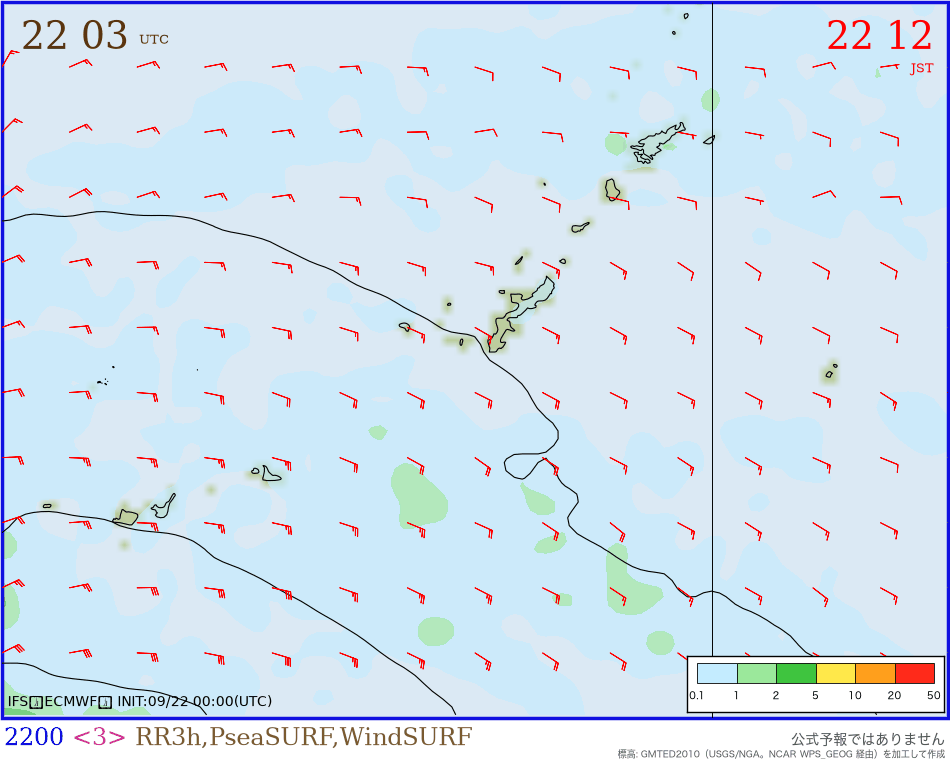 22 03 UTC
22 12
JST
IFS□ECMWF□ INIT:09/22 00:00(UTC)
0.1 1 2 5 10 20 50
2200 <3> RR3h,PseaSURF,WindSURF
公式予報ではありません
標高: GMTED2010（USGS/NGA。NCAR WPS_GEOG 経由）を加工して作成